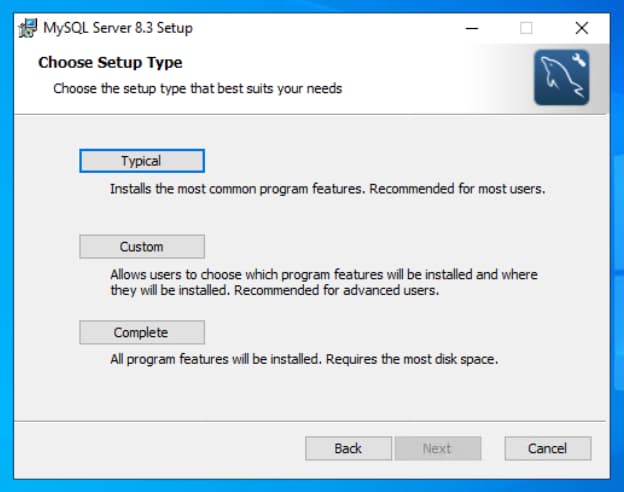 MySQL Server 8.3 Setup
Choose Setup Type
Choose the setup type that best suits your needs
Typical
Installs the most common program features. Recommended for most users.
Custom
Allows users to choose which program features will be installed and where
they will be installed. Recommended for advanced users.
Complete
All program features will be installed. Requires the most disk space.
Back Next Cancel